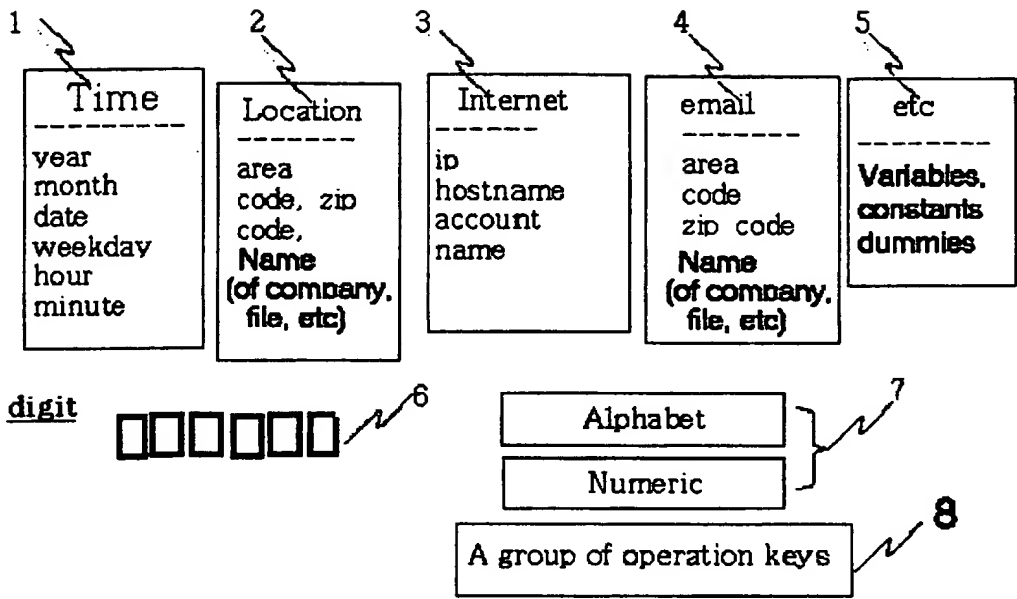 1
Time
year
month
date
weekday
hour
minute
2
Location
area
code, zip
code,
Name
(of company,
file, etc)
3
Internet
ip
hostname
account
name
4
email
area
code
zip code
Name
(of company,
file, etc)
5
etc
Variables,
constants
dummies
digit
6
Alphabet
Numeric
7
A group of operation keys
8